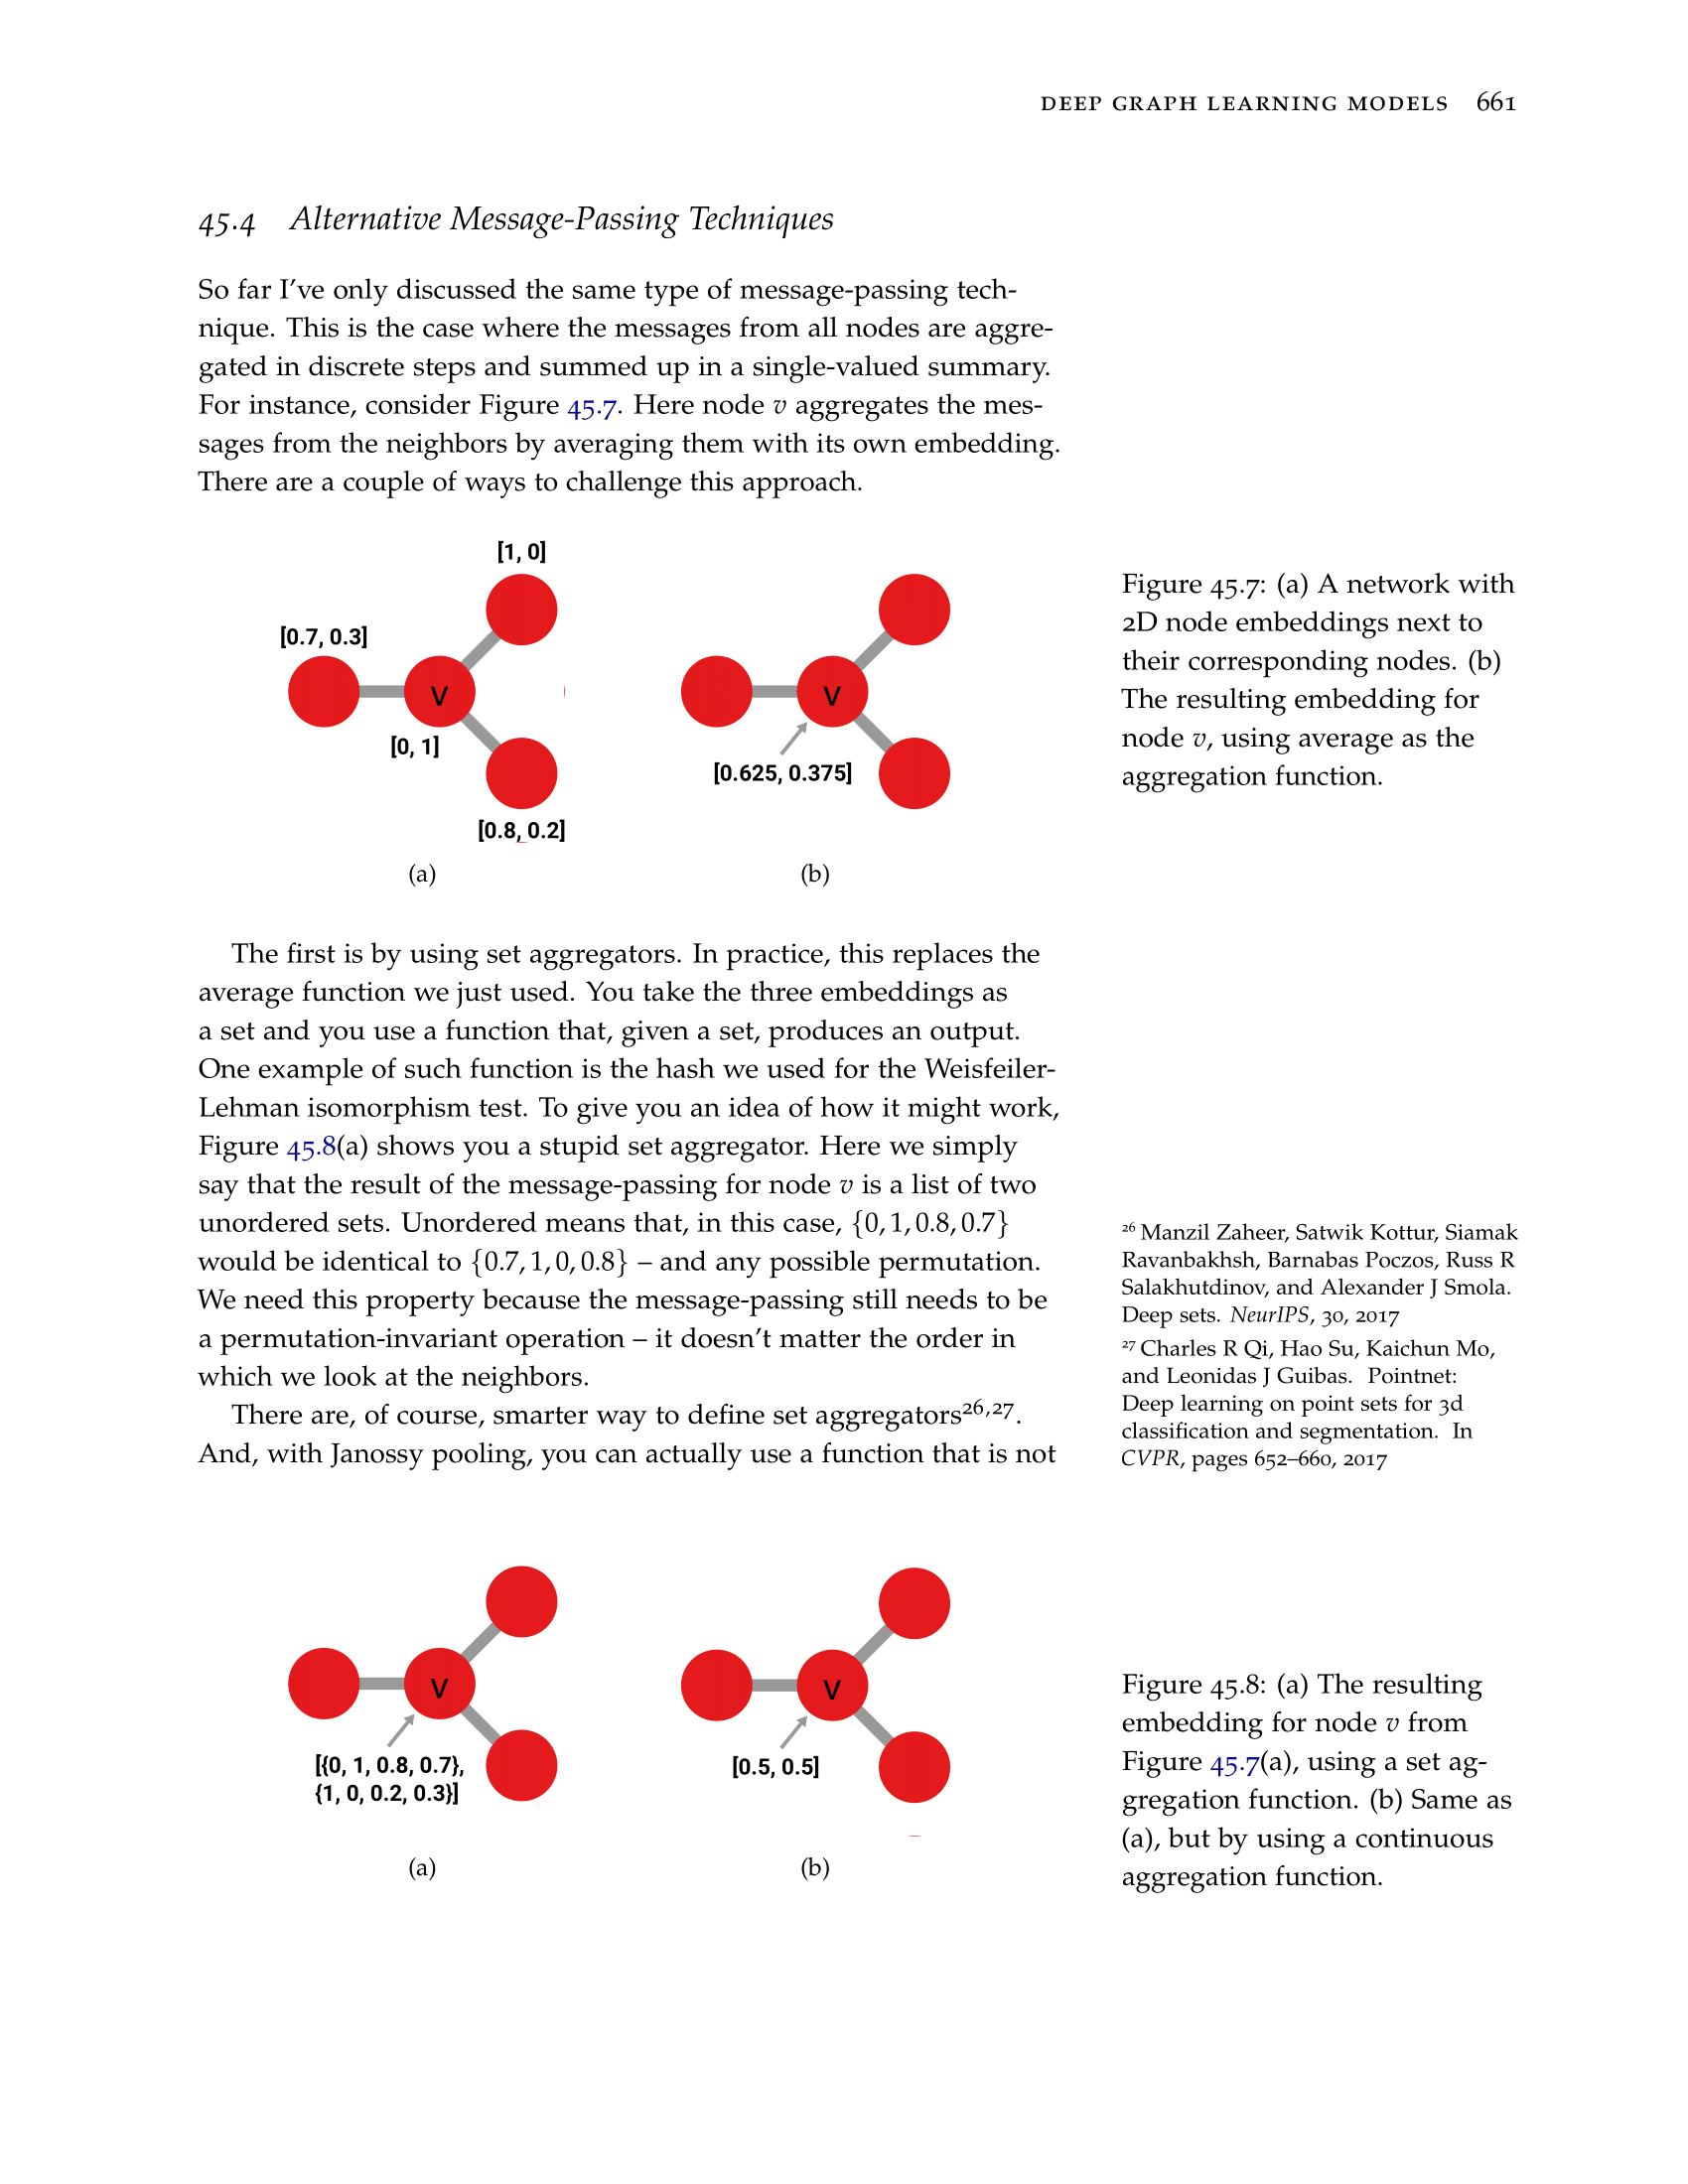 DEEP GRAPH LEARNING MODELS 661
45.4 Alternative Message-Passing Techniques
So far I've only discussed the same type of message-passing tech-
nique. This is the case where the messages from all nodes are aggre-
gated in discrete steps and summed up in a single-valued summary.
For instance, consider Figure 45.7. Here node v aggregates the mes-
sages from the neighbors by averaging them with its own embedding.
There are a couple of ways to challenge this approach.
[1, 0]
[0.7, 0.3]
V
[0, 1]
[0.8, 0.2]
(a)
V
[0.625, 0.375]
(b)
Figure 45.7: (a) A network with
2D node embeddings next to
their corresponding nodes. (b)
The resulting embedding for
node v, using average as the
aggregation function.
The first is by using set aggregators. In practice, this replaces the
average function we just used. You take the three embeddings as
a set and you use a function that, given a set, produces an output.
One example of such function is the hash we used for the Weisfeiler-
Lehman isomorphism test. To give you an idea of how it might work,
Figure 45.8(a) shows you a stupid set aggregator. Here we simply
say that the result of the message-passing for node v is a list of two
unordered sets. Unordered means that, in this case, {0, 1, 0.8, 0.7}
would be identical to {0.7, 1, 0, 0.8} – and any possible permutation.
We need this property because the message-passing still needs to be
a permutation-invariant operation – it doesn't matter the order in
which we look at the neighbors.
There are, of course, smarter way to define set aggregators26,27.
And, with Janossy pooling, you can actually use a function that is not
26 Manzil Zaheer, Satwik Kottur, Siamak
Ravanbakhsh, Barnabas Poczos, Russ R
Salakhutdinov, and Alexander J Smola.
Deep sets. NeurIPS, 30, 2017
27 Charles R Qi, Hao Su, Kaichun Mo,
and Leonidas J Guibas. Pointnet:
Deep learning on point sets for 3d
classification and segmentation. In
CVPR, pages 652–660, 2017
V
[{0, 1, 0.8, 0.7},
{1, 0, 0.2, 0.3}]
(a)
V
[0.5, 0.5]
(b)
Figure 45.8: (a) The resulting
embedding for node v from
Figure 45.7(a), using a set ag-
gregation function. (b) Same as
(a), but by using a continuous
aggregation function.